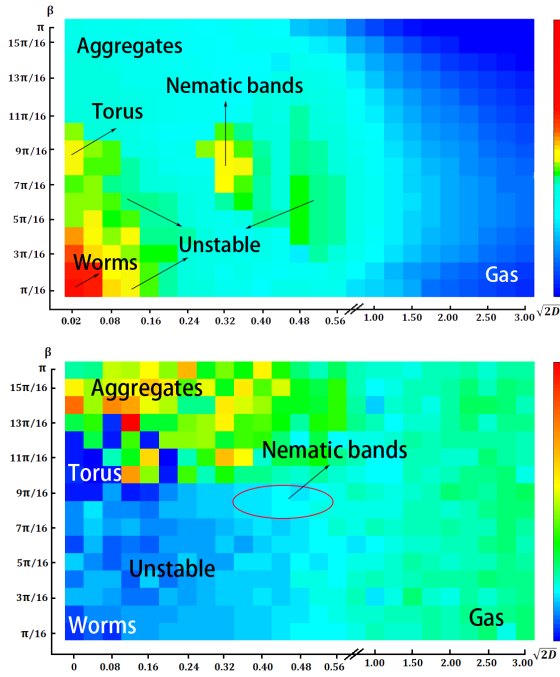 β
π
Aggregates
15π/16
13π/16
Nematic bands
Torus
11π/16
9π/16
7π/16
5π/16
Unstable
3π/16
Worms
Gas
π/16
0.02 0.08 0.16 0.24 0.32 0.40 0.48 0.56 1.00 1.50 2.00 2.50 3.00 √2D
β
π
15π/16
Aggregates
13π/16
Nematic bands
11π/16
Torus
9π/16
7π/16
Unstable
5π/16
3π/16
Worms
Gas
π/16
0 0.08 0.16 0.24 0.32 0.40 0.48 0.56 1.00 1.50 2.00 2.50 3.00 √2D